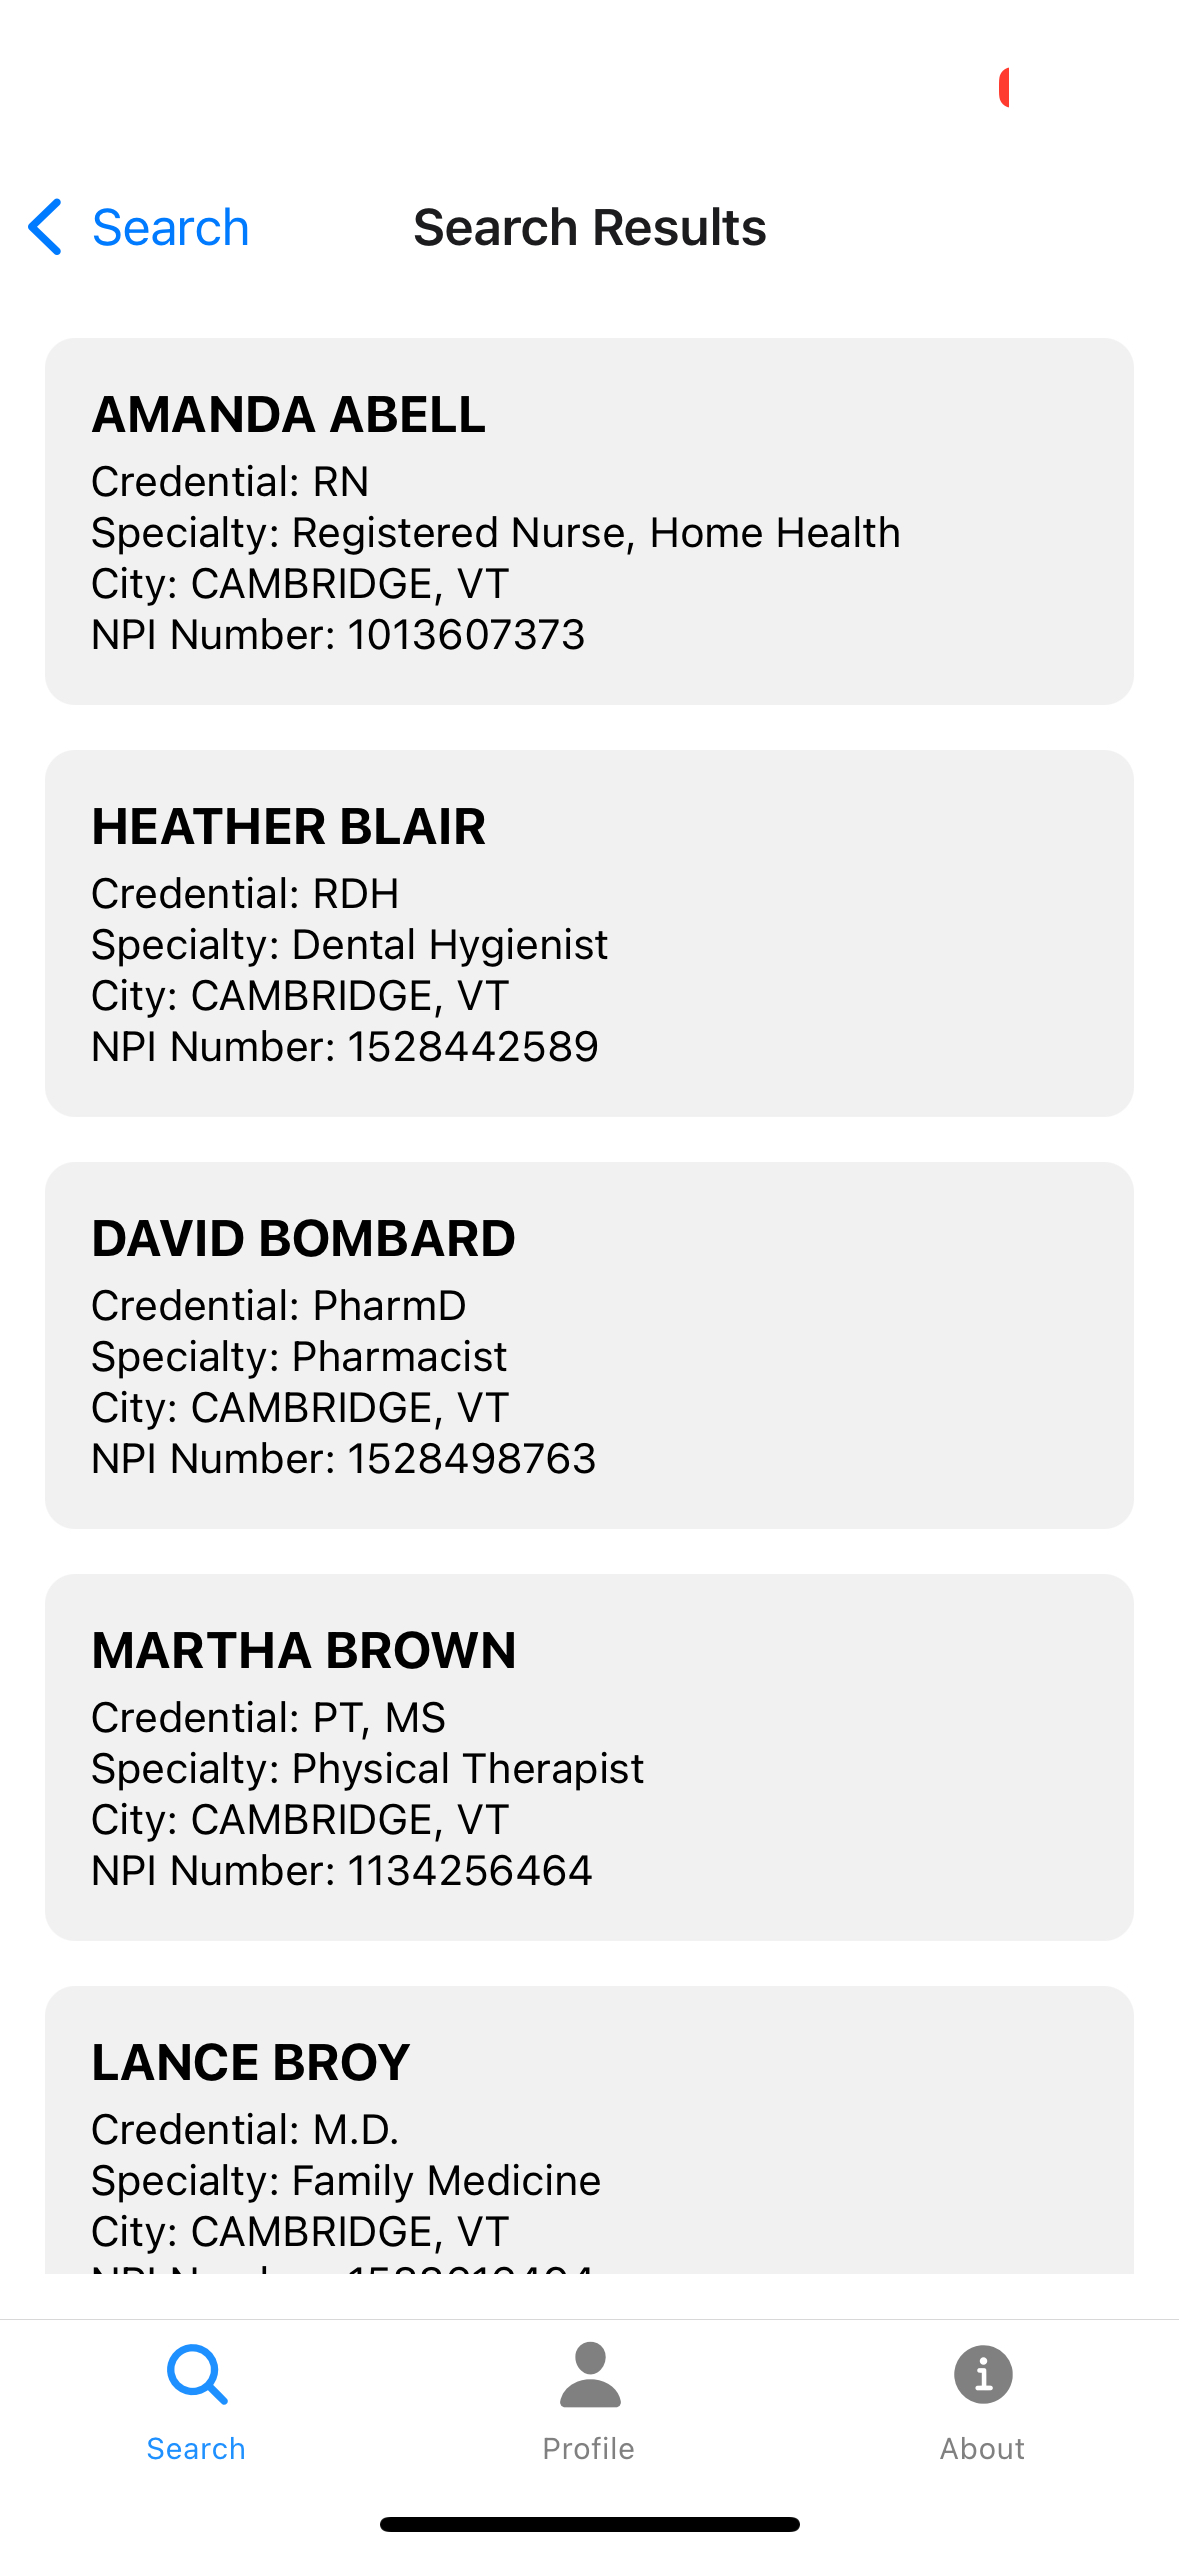 Search
Search Results
AMANDA ABELL
Credential: RN
Specialty: Registered Nurse, Home Health
City: CAMBRIDGE, VT
NPI Number: 1013607373
HEATHER BLAIR
Credential: RDH
Specialty: Dental Hygienist
City: CAMBRIDGE, VT
NPI Number: 1528442589
DAVID BOMBARD
Credential: PharmD
Specialty: Pharmacist
City: CAMBRIDGE, VT
NPI Number: 1528498763
MARTHA BROWN
Credential: PT, MS
Specialty: Physical Therapist
City: CAMBRIDGE, VT
NPI Number: 1134256464
LANCE BROY
Credential: M.D.
Specialty: Family Medicine
City: CAMBRIDGE, VT
NPI Number:
Search
Profile
About